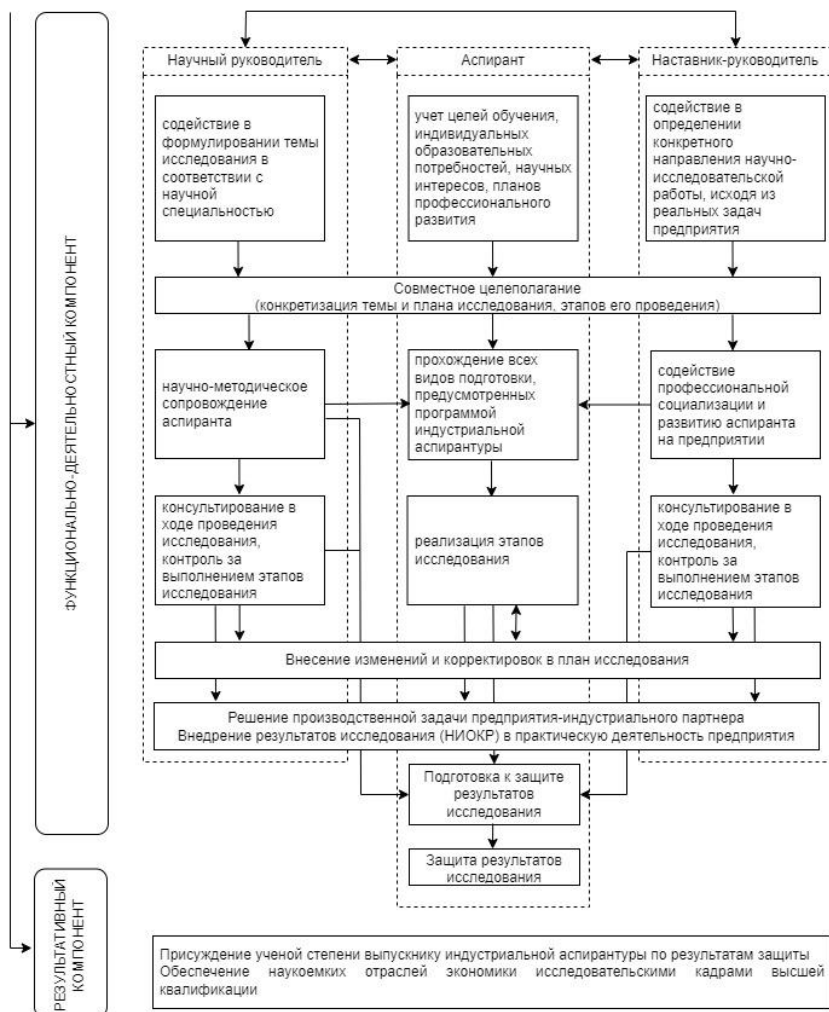 ФУНКЦИОНАЛЬНО-ДЕЯТЕЛЬНОСТНЫЙ КОМПОНЕНТ
Научный руководитель
Аспирант
Наставник-руководитель
содействие в
формулировании темы
исследования в
соответствии с
научной
специальностью
учет целей обучения,
индивидуальных
образовательных
потребностей, научных
интересов, планов
профессионального
развития
содействие в
определении
конкретного
направления научно-
исследовательской
работы, исходя из
реальных задач
предприятия
Совместное целеполагание
(конкретизация темы и плана исследования, этапов его проведения)
научно-методическое
сопровождение
аспиранта
прохождение всех
видов подготовки,
предусмотренных
программой
индустриальной
аспирантуры
содействие
профессиональной
социализации и
развитию аспиранта
на предприятии
консультирование в
ходе проведения
исследования,
контроль за
выполнением этапов
исследования
реализация этапов
исследования
консультирование в
ходе проведения
исследования,
контроль за
выполнением этапов
исследования
Внесение изменений и корректировок в план исследования
Решение производственной задачи предприятия-индустриального партнера
Внедрение результатов исследования (НИОКР) в практическую деятельность предприятия
Подготовка к защите
результатов
исследования
Защита результатов
исследования
РЕЗУЛЬТАТИВНЫЙ
КОМПОНЕНТ
Присуждение ученой степени выпускнику индустриальной аспирантуры по результатам защиты
Обеспечение наукоемких отраслей экономики исследовательскими кадрами высшей
квалификации